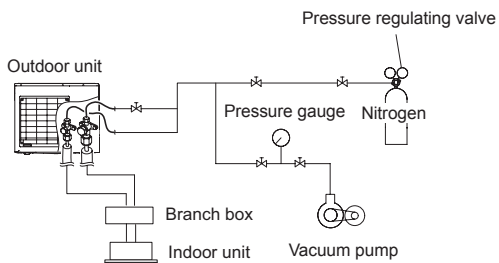 Pressure regulating valve
Outdoor unit
Pressure gauge
Nitrogen
Branch box
Indoor unit
Vacuum pump